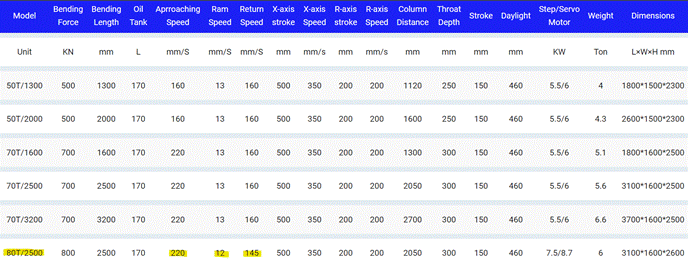 Model Bending Force Bending Length Oil Tank Aproaching Speed Ram Speed Return Speed X-axis stroke X-axis Speed R-axis stroke R-axis Speed Column Distance Throat Depth Stroke Daylight Step/Servo Motor Weight Dimensions
Unit KN mm L mm/S mm/S mm/S mm mm/s mm mm/s mm mm mm mm KW Ton L×W×H mm
50T/1300 500 1300 170 160 13 160 500 350 200 200 1120 250 150 460 5.5/6 4 1800*1500*2300
50T/2000 500 2000 170 160 13 160 500 350 200 200 1600 250 150 460 5.5/6 4.3 2600*1500*2300
70T/1600 700 1600 170 220 13 160 500 350 200 200 1300 300 150 460 5.5/6 5.1 1800*1600*2500
70T/2500 700 2500 170 220 13 160 500 350 200 200 2050 300 150 460 5.5/6 5.6 3100*1600*2500
70T/3200 700 3200 170 220 13 160 500 350 200 200 2700 300 150 460 5.5/6 6.6 3700*1600*2500
80T/2500 800 2500 170 220 12 145 500 350 200 200 2050 300 150 460 7.5/8.7 6 3100*1600*2600